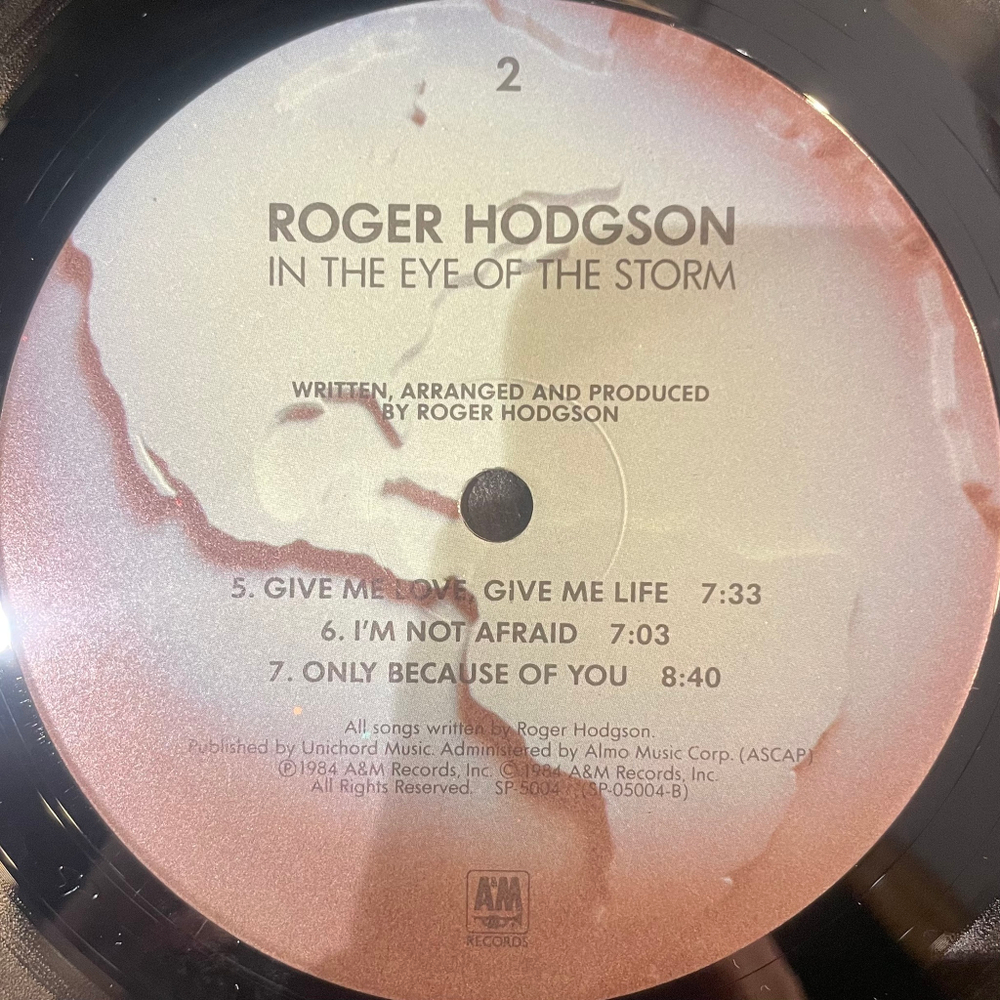 2
ROGER HODGSON
IN THE EYE OF THE STORM
WRITTEN, ARRANGED AND PRODUCED
BY ROGER HODGSON
5. GIVE ME LOVE, GIVE ME LIFE 7:33
6. I'M NOT AFRAID 7:03
7. ONLY BECAUSE OF YOU 8:40
All songs written by Roger Hodgson.
Published by Unichord Music. Administered by Almo Music Corp. (ASCAP)
℗1984 A&M Records, Inc. ©1984 A&M Records, Inc.
All Rights Reserved. SP-5004 (SP-05004-B)
A&M
RECORDS